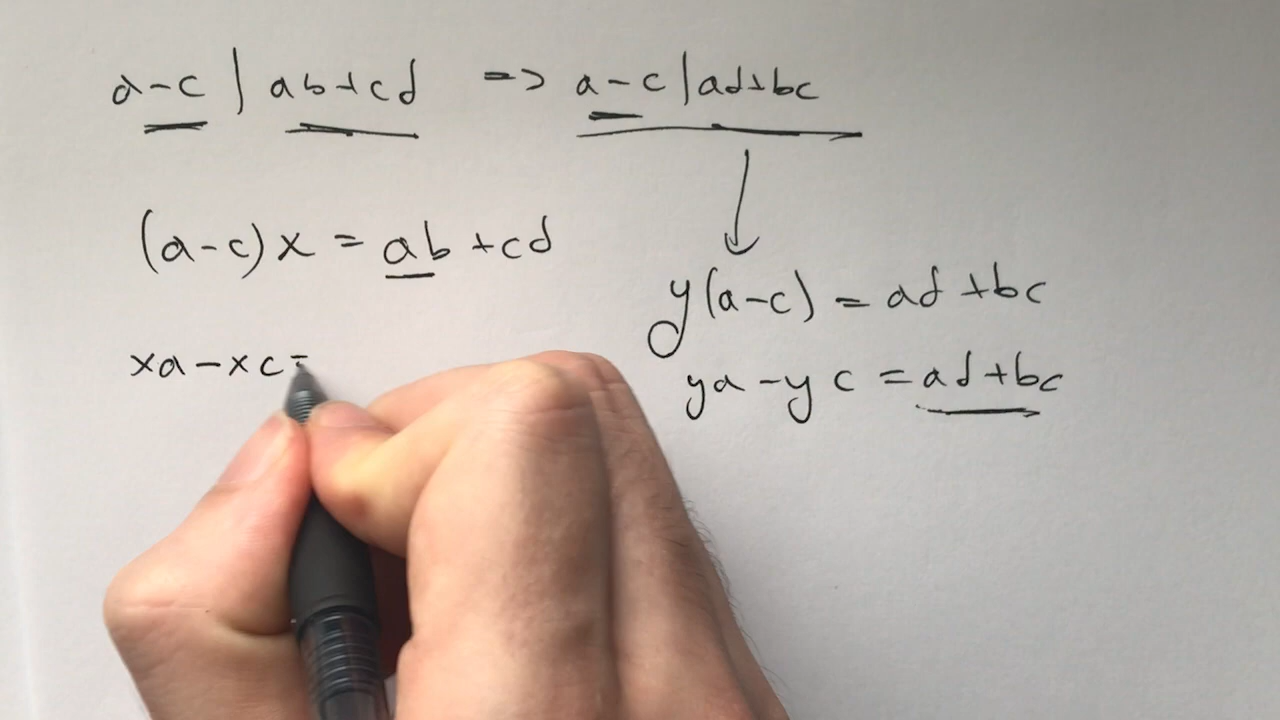 a-c | ab+cd => a-c | ad+bc
(a-c)x = ab+cd
y(a-c) = ad+bc
xa-xc=
ya-yc = ad+bc